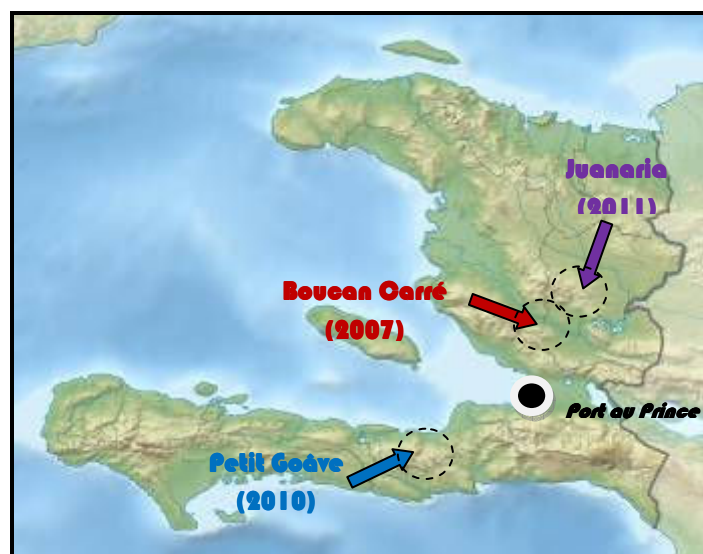 Juanaria
(2011)
Boucan Carré
(2007)
Port au Prince
Petit Goâve
(2010)